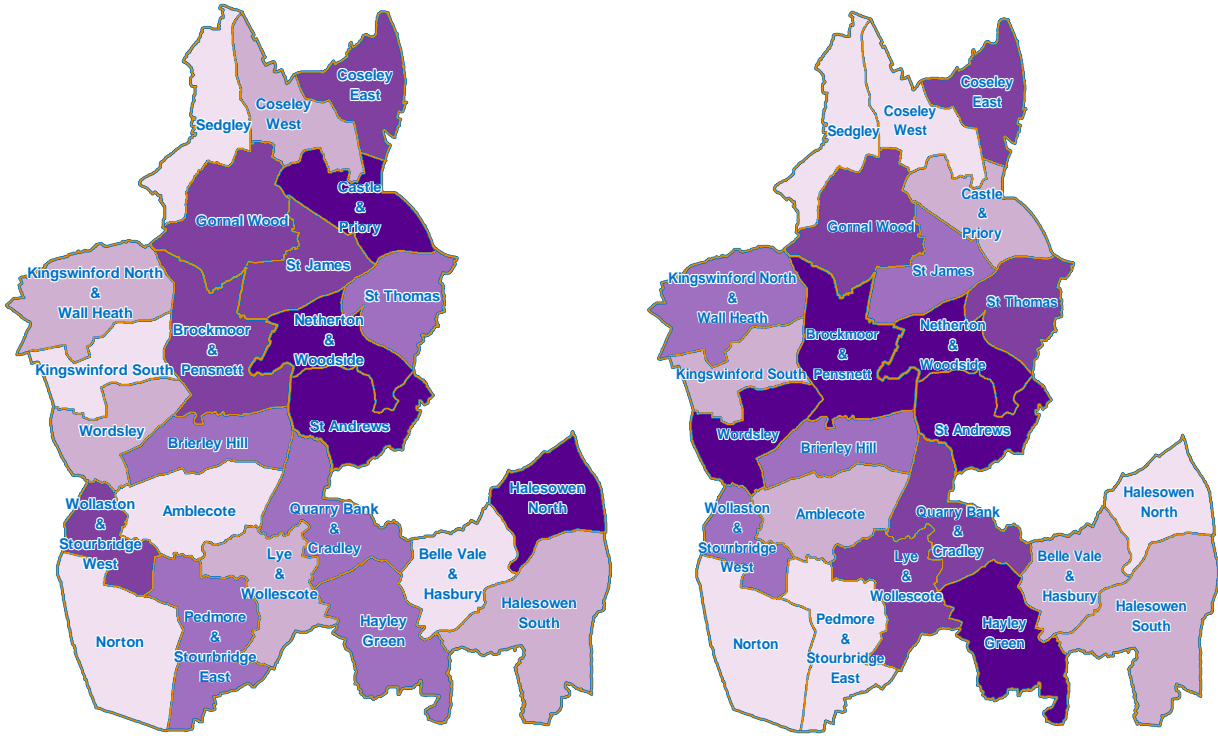 Coseley
East
Coseley
West
Sedgley
Castle
&
Priory
Gornal Wood
St James
Kingswinford North
&
Wall Heath
St Thomas
Brockmoor
&
Pensnett
Netherton
&
Woodside
Kingswinford South
Wordsley
St Andrews
Brierley Hill
Wollaston
&
Stourbridge
West
Amblecote
Quarry Bank
&
Cradley
Halesowen
North
Lye
&
Wollescote
Belle Vale
&
Hasbury
Norton
Pedmore
&
Stourbridge
East
Hayley
Green
Halesowen
South
Coseley
East
Coseley
West
Sedgley
Castle
&
Priory
Gornal Wood
St James
Kingswinford North
&
Wall Heath
St Thomas
Brockmoor
&
Pensnett
Netherton
&
Woodside
Kingswinford South
Wordsley
St Andrews
Brierley Hill
Wollaston
&
Stourbridge
West
Amblecote
Quarry Bank
&
Cradley
Halesowen
North
Lye
&
Wollescote
Belle Vale
&
Hasbury
Norton
Pedmore
&
Stourbridge
East
Hayley
Green
Halesowen
South